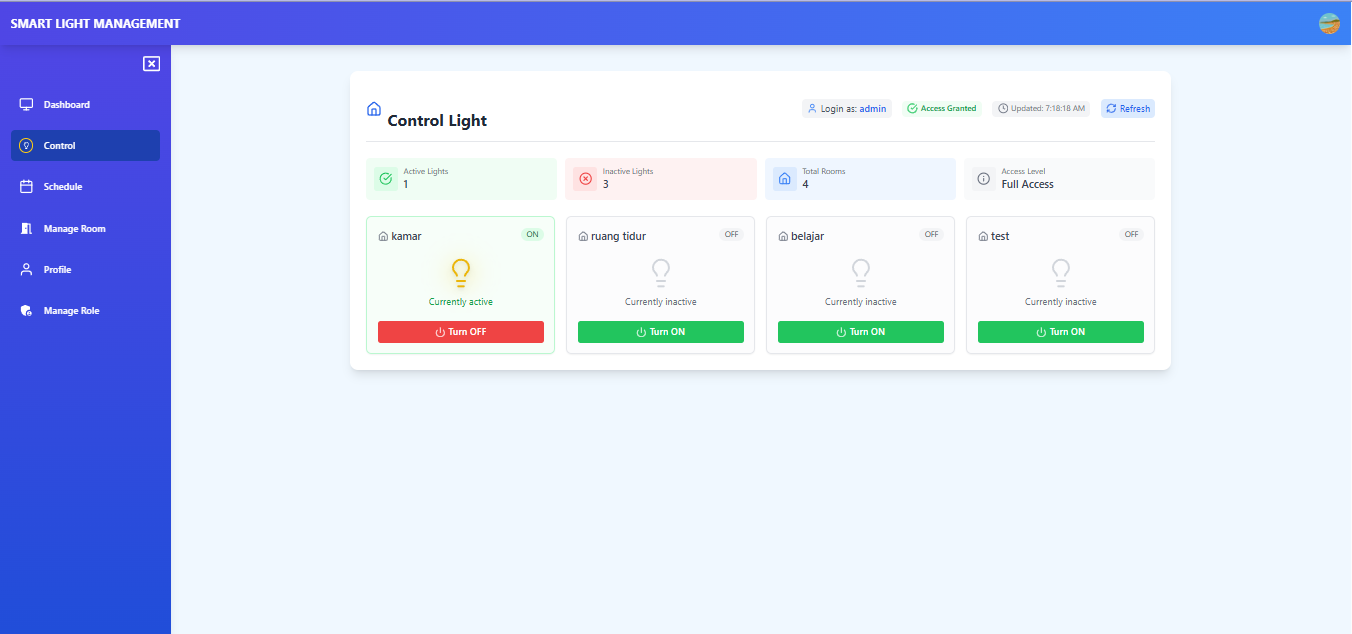 SMART LIGHT MANAGEMENT
Dashboard
Control
Schedule
Manage Room
Profile
Manage Role
Control Light
Login as: admin
Access Granted
Updated: 7:18:18 AM
Refresh
Active Lights
1
Inactive Lights
3
Total Rooms
4
Access Level
Full Access
kamar
ON
Currently active
Turn OFF
ruang tidur
OFF
Currently inactive
Turn ON
belajar
OFF
Currently inactive
Turn ON
test
OFF
Currently inactive
Turn ON